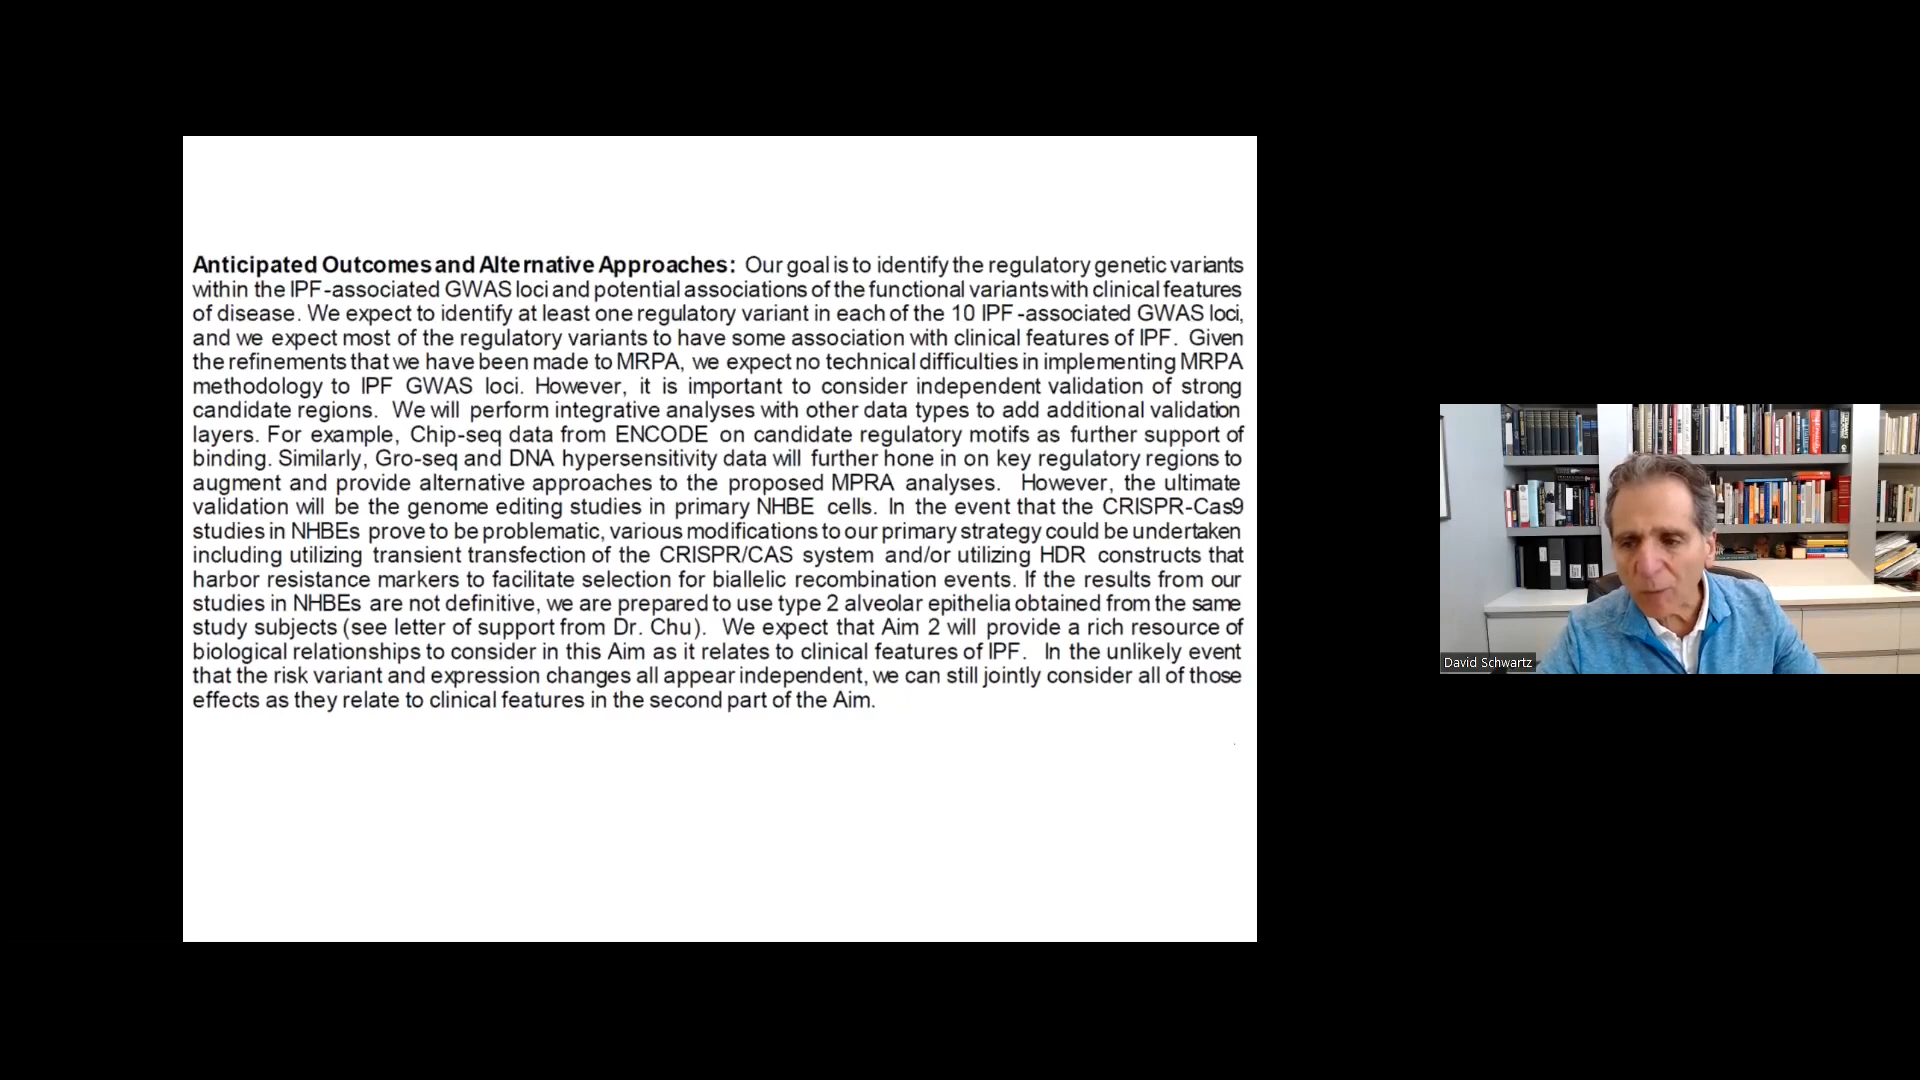 Anticipated Outcomes and Alternative Approaches: Our goal is to identify the regulatory genetic variants
within the IPF-associated GWAS loci and potential associations of the functional variants with clinical features
of disease. We expect to identify at least one regulatory variant in each of the 10 IPF-associated GWAS loci,
and we expect most of the regulatory variants to have some association with clinical features of IPF. Given
the refinements that we have been made to MRPA, we expect no technical difficulties in implementing MRPA
methodology to IPF GWAS loci. However, it is important to consider independent validation of strong
candidate regions. We will perform integrative analyses with other data types to add additional validation
layers. For example, Chip-seq data from ENCODE on candidate regulatory motifs as further support of
binding. Similarly, Gro-seq and DNA hypersensitivity data will further hone in on key regulatory regions to
augment and provide alternative approaches to the proposed MPRA analyses. However, the ultimate
validation will be the genome editing studies in primary NHBE cells. In the event that the CRISPR-Cas9
studies in NHBEs prove to be problematic, various modifications to our primary strategy could be undertaken
including utilizing transient transfection of the CRISPR/CAS system and/or utilizing HDR constructs that
harbor resistance markers to facilitate selection for biallelic recombination events. If the results from our
studies in NHBEs are not definitive, we are prepared to use type 2 alveolar epithelia obtained from the same
study subjects (see letter of support from Dr. Chu). We expect that Aim 2 will provide a rich resource of
biological relationships to consider in this Aim as it relates to clinical features of IPF. In the unlikely event
that the risk variant and expression changes all appear independent, we can still jointly consider all of those
effects as they relate to clinical features in the second part of the Aim.
David Schwartz